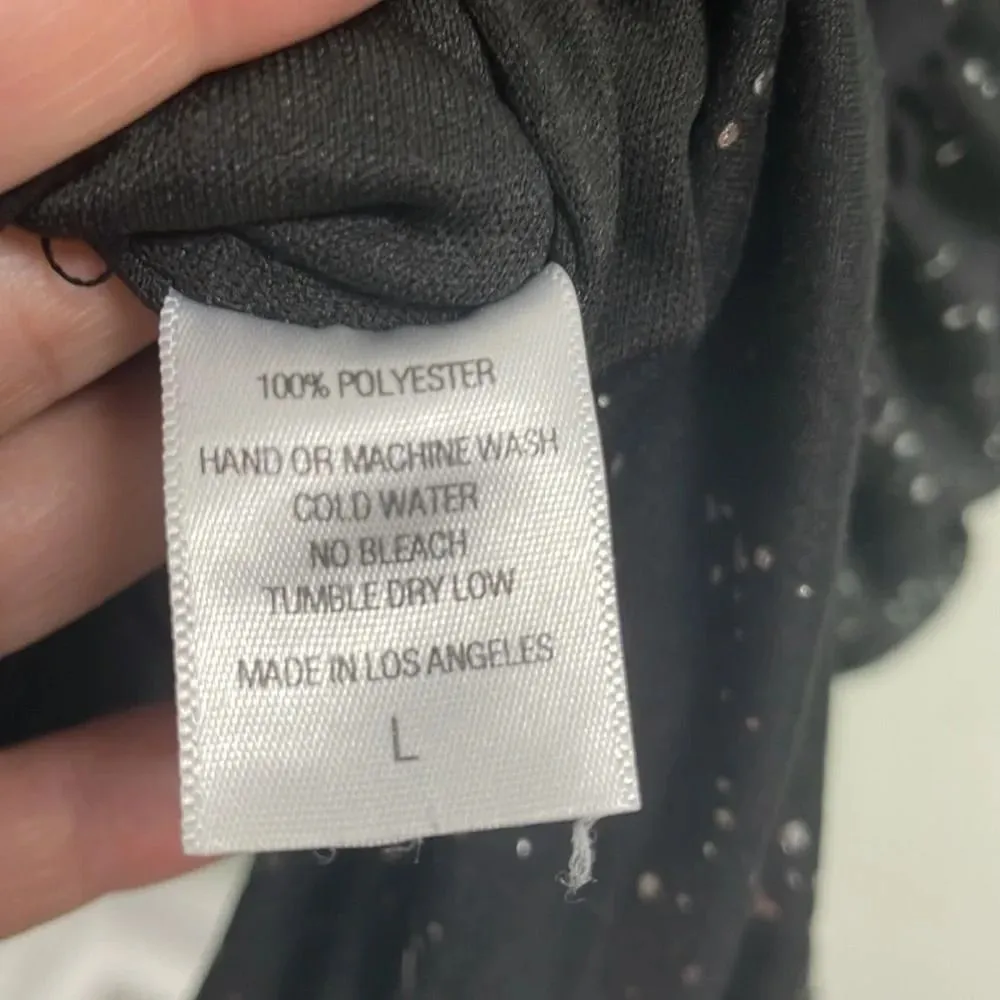 100% POLYESTER
HAND OR MACHINE WASH
COLD WATER
NO BLEACH
TUMBLE DRY LOW
MADE IN LOS ANGELES
L